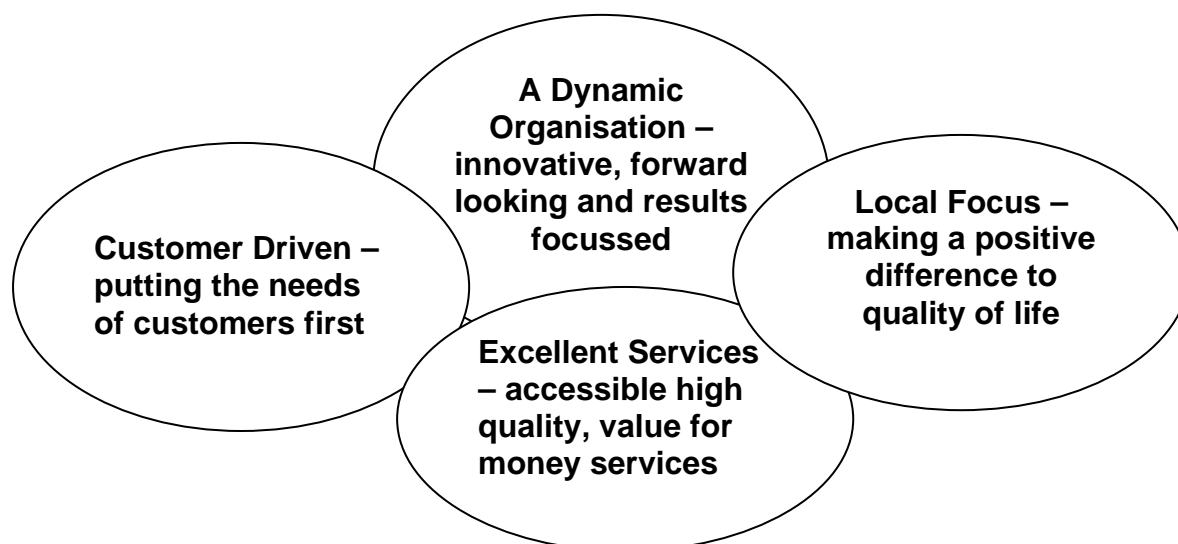 A Dynamic
Organisation –
innovative, forward
looking and results
focussed
Customer Driven –
putting the needs
of customers first
Local Focus –
making a positive
difference to
quality of life
Excellent Services
– accessible high
quality, value for
money services